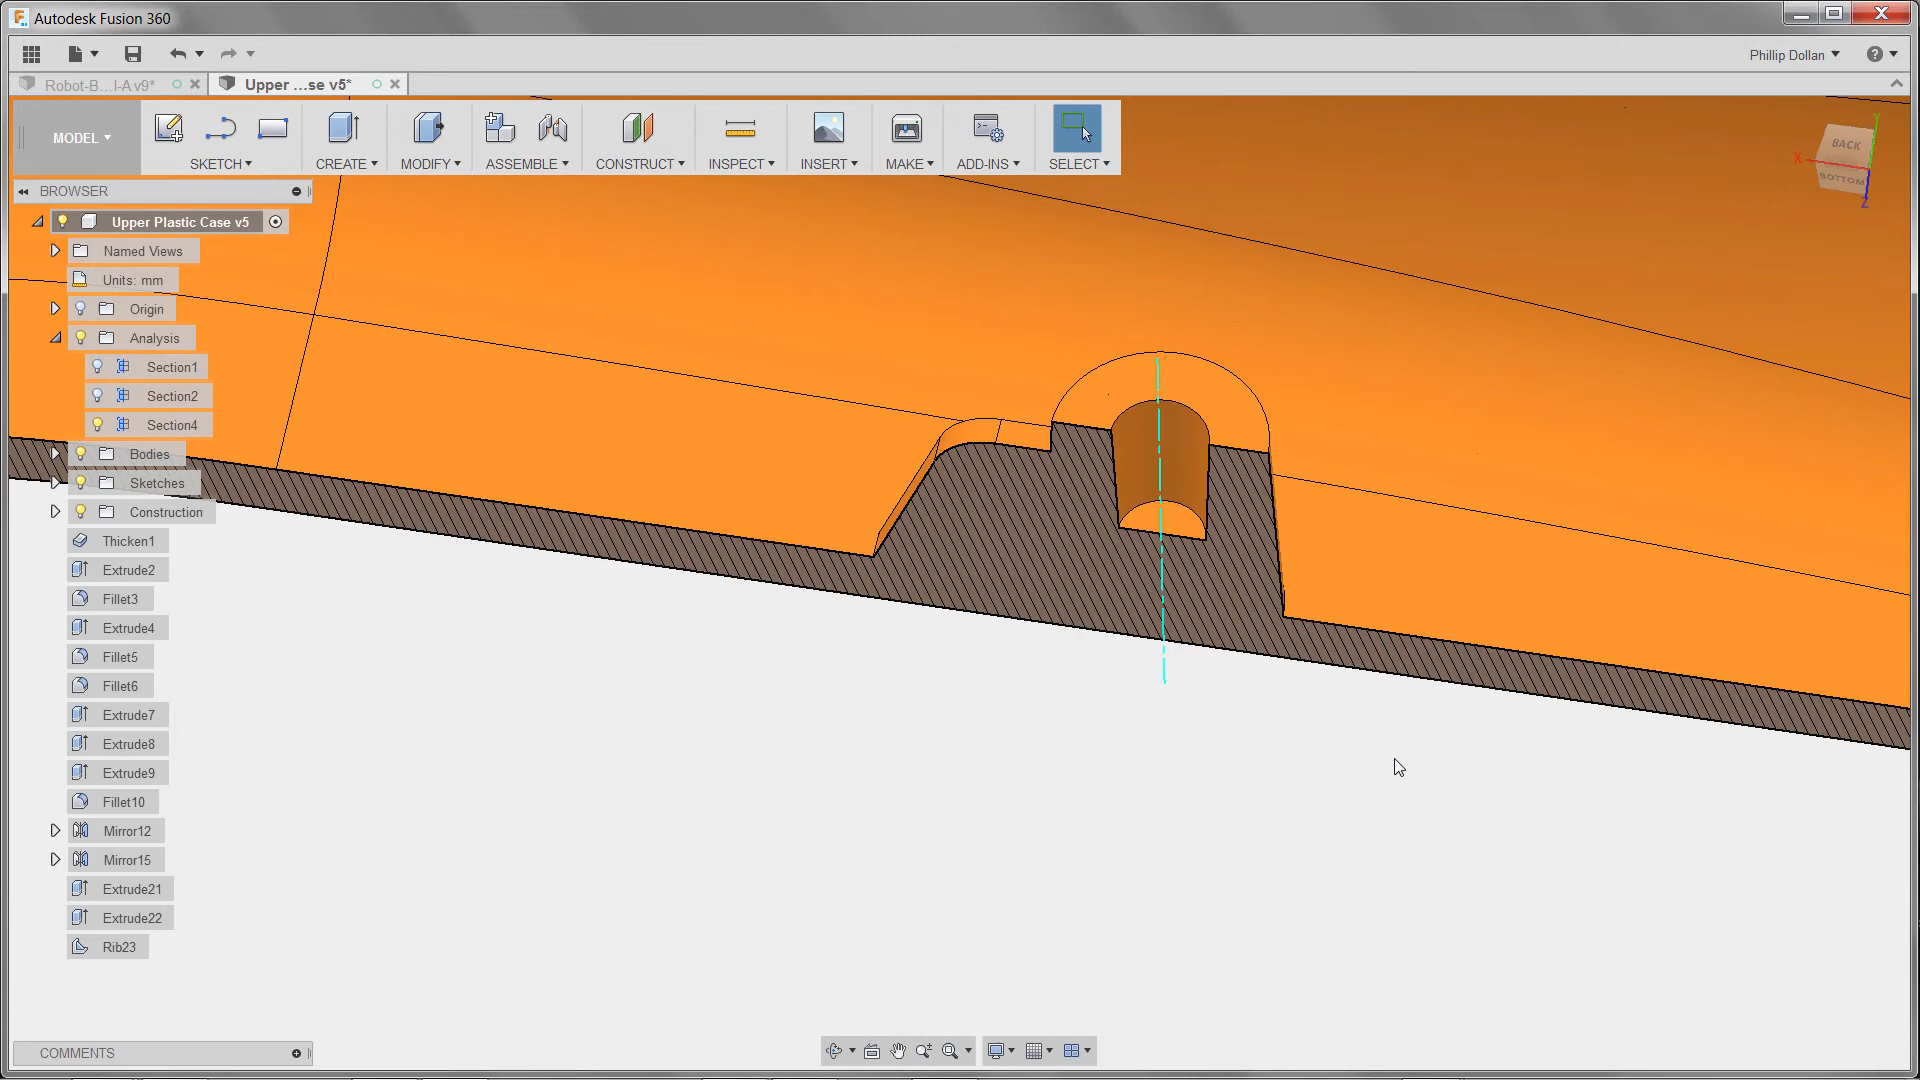 Autodesk Fusion 360
Phillip Dollan
Robot-B...l-A v9*
Upper ...se v5*
MODEL
SKETCH
CREATE
MODIFY
ASSEMBLE
CONSTRUCT
INSPECT
INSERT
MAKE
ADD-INS
SELECT
BACK
BOTTOM
X
Y
Z
BROWSER
Upper Plastic Case v5
Named Views
Units: mm
Origin
Analysis
Section1
Section2
Section4
Bodies
Sketches
Construction
Thicken1
Extrude2
Fillet3
Extrude4
Fillet5
Fillet6
Extrude7
Extrude8
Extrude9
Fillet10
Mirror12
Mirror15
Extrude21
Extrude22
Rib23
COMMENTS